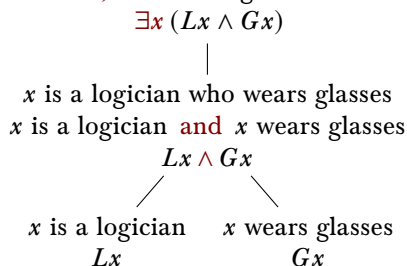 ∃x (Lx ∧ Gx)
x is a logician who wears glasses
x is a logician and x wears glasses
Lx ∧ Gx
x is a logician x wears glasses
Lx Gx